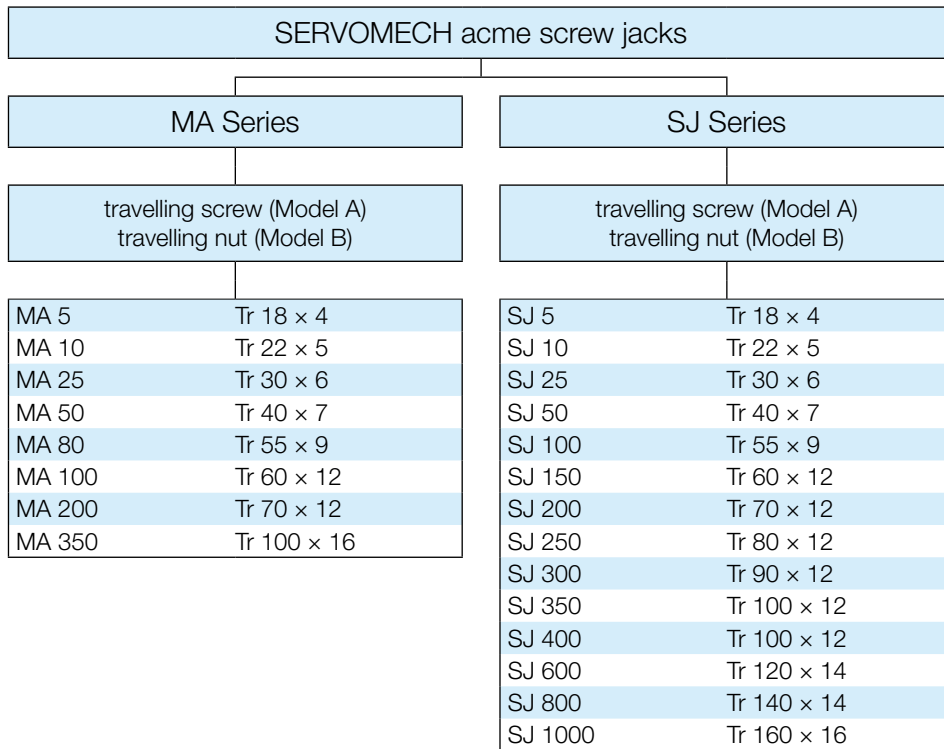 SERVOMECH acme screw jacks
MA Series
travelling screw (Model A)
travelling nut (Model B)
MA 5 Tr 18 × 4
MA 10 Tr 22 × 5
MA 25 Tr 30 × 6
MA 50 Tr 40 × 7
MA 80 Tr 55 × 9
MA 100 Tr 60 × 12
MA 200 Tr 70 × 12
MA 350 Tr 100 × 16
SJ Series
travelling screw (Model A)
travelling nut (Model B)
SJ 5 Tr 18 × 4
SJ 10 Tr 22 × 5
SJ 25 Tr 30 × 6
SJ 50 Tr 40 × 7
SJ 100 Tr 55 × 9
SJ 150 Tr 60 × 12
SJ 200 Tr 70 × 12
SJ 250 Tr 80 × 12
SJ 300 Tr 90 × 12
SJ 350 Tr 100 × 12
SJ 400 Tr 100 × 12
SJ 600 Tr 120 × 14
SJ 800 Tr 140 × 14
SJ 1000 Tr 160 × 16